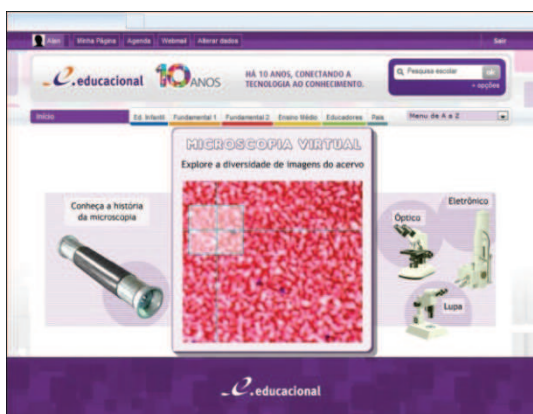 Minha Página Agenda Webmail Alterar dados Sair
e.educacional 10 ANOS
HÁ 10 ANOS, CONECTANDO A
TECNOLOGIA AO CONHECIMENTO.
Pesquisa escolar ok
+ opções
Início Ed. Infantil Fundamental 1 Fundamental 2 Ensino Médio Educadores Pais Menu de A a Z
MICROSCOPIA VIRTUAL
Explore a diversidade de imagens do acervo
Conheça a história
da microscopia
Óptico
Eletrônico
Lupa
e.educacional